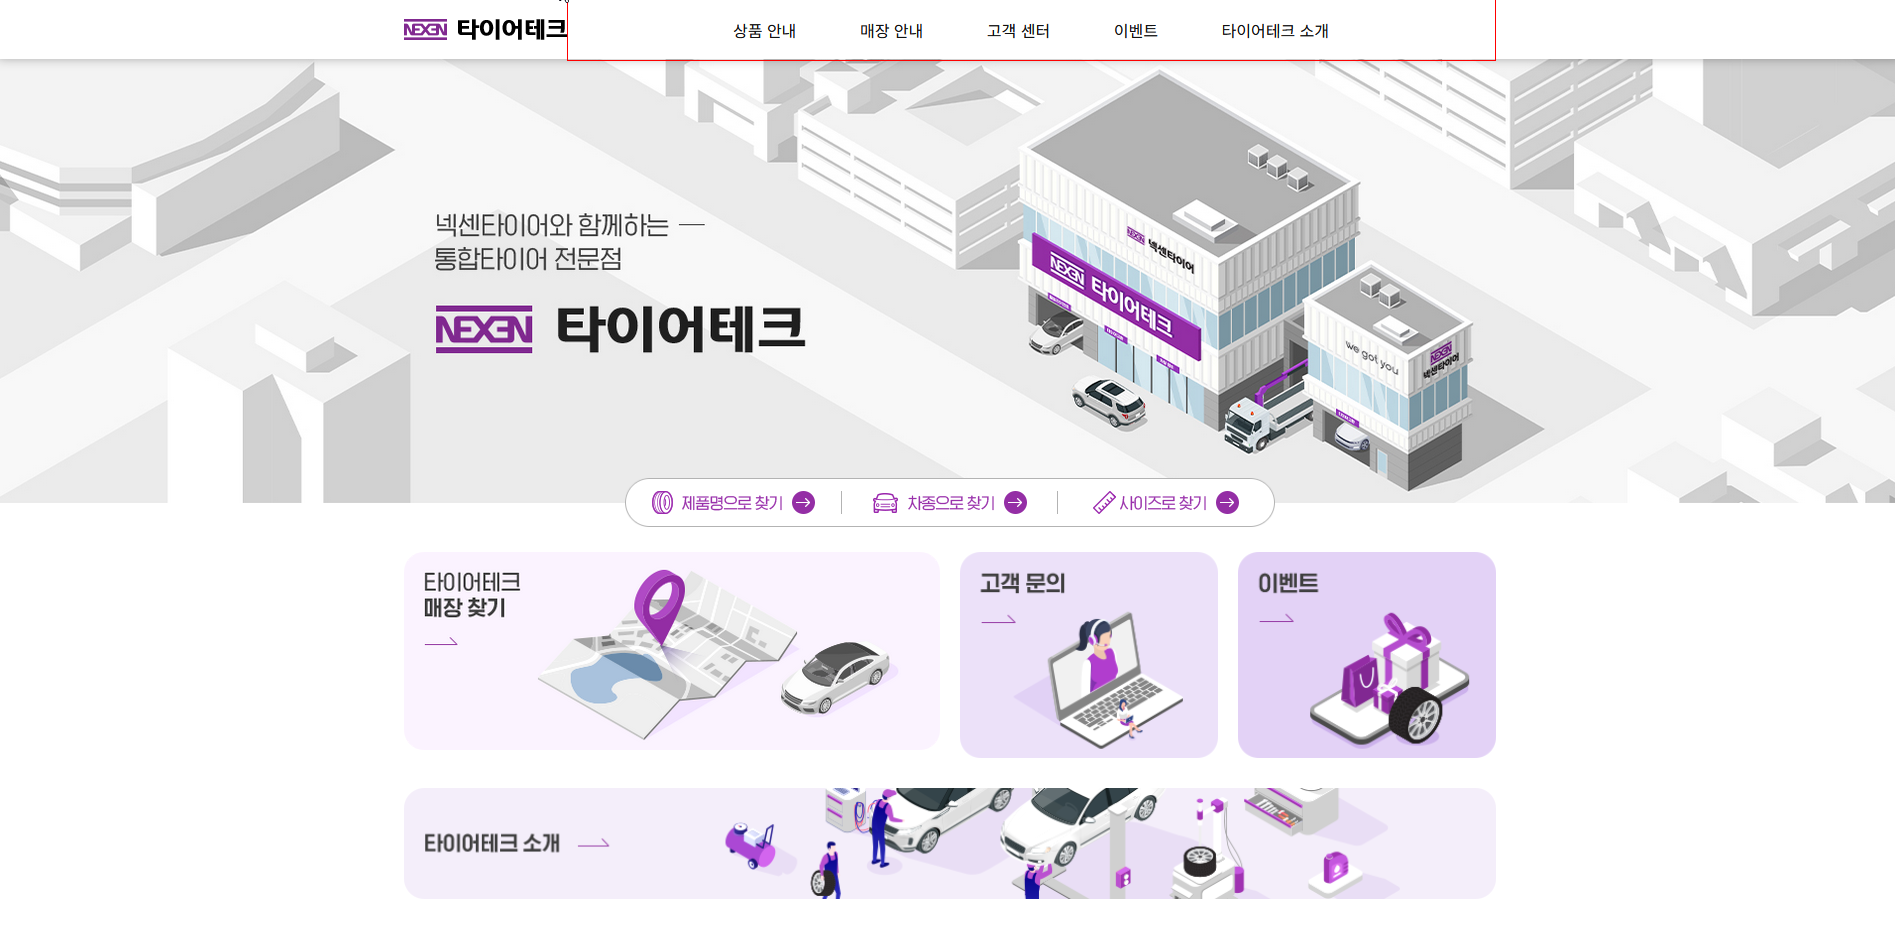 NEXEN 타이어테크
상품 안내
매장 안내
고객 센터
이벤트
타이어테크 소개
넥센타이어와 함께하는
통합타이어 전문점
NEXEN 타이어테크
NEXEN 넥센타이어
NEXEN 타이어테크
we got you
NEXEN
넥센타이어
제품명으로 찾기
차종으로 찾기
사이즈로 찾기
타이어테크
매장 찾기
고객 문의
이벤트
타이어테크 소개